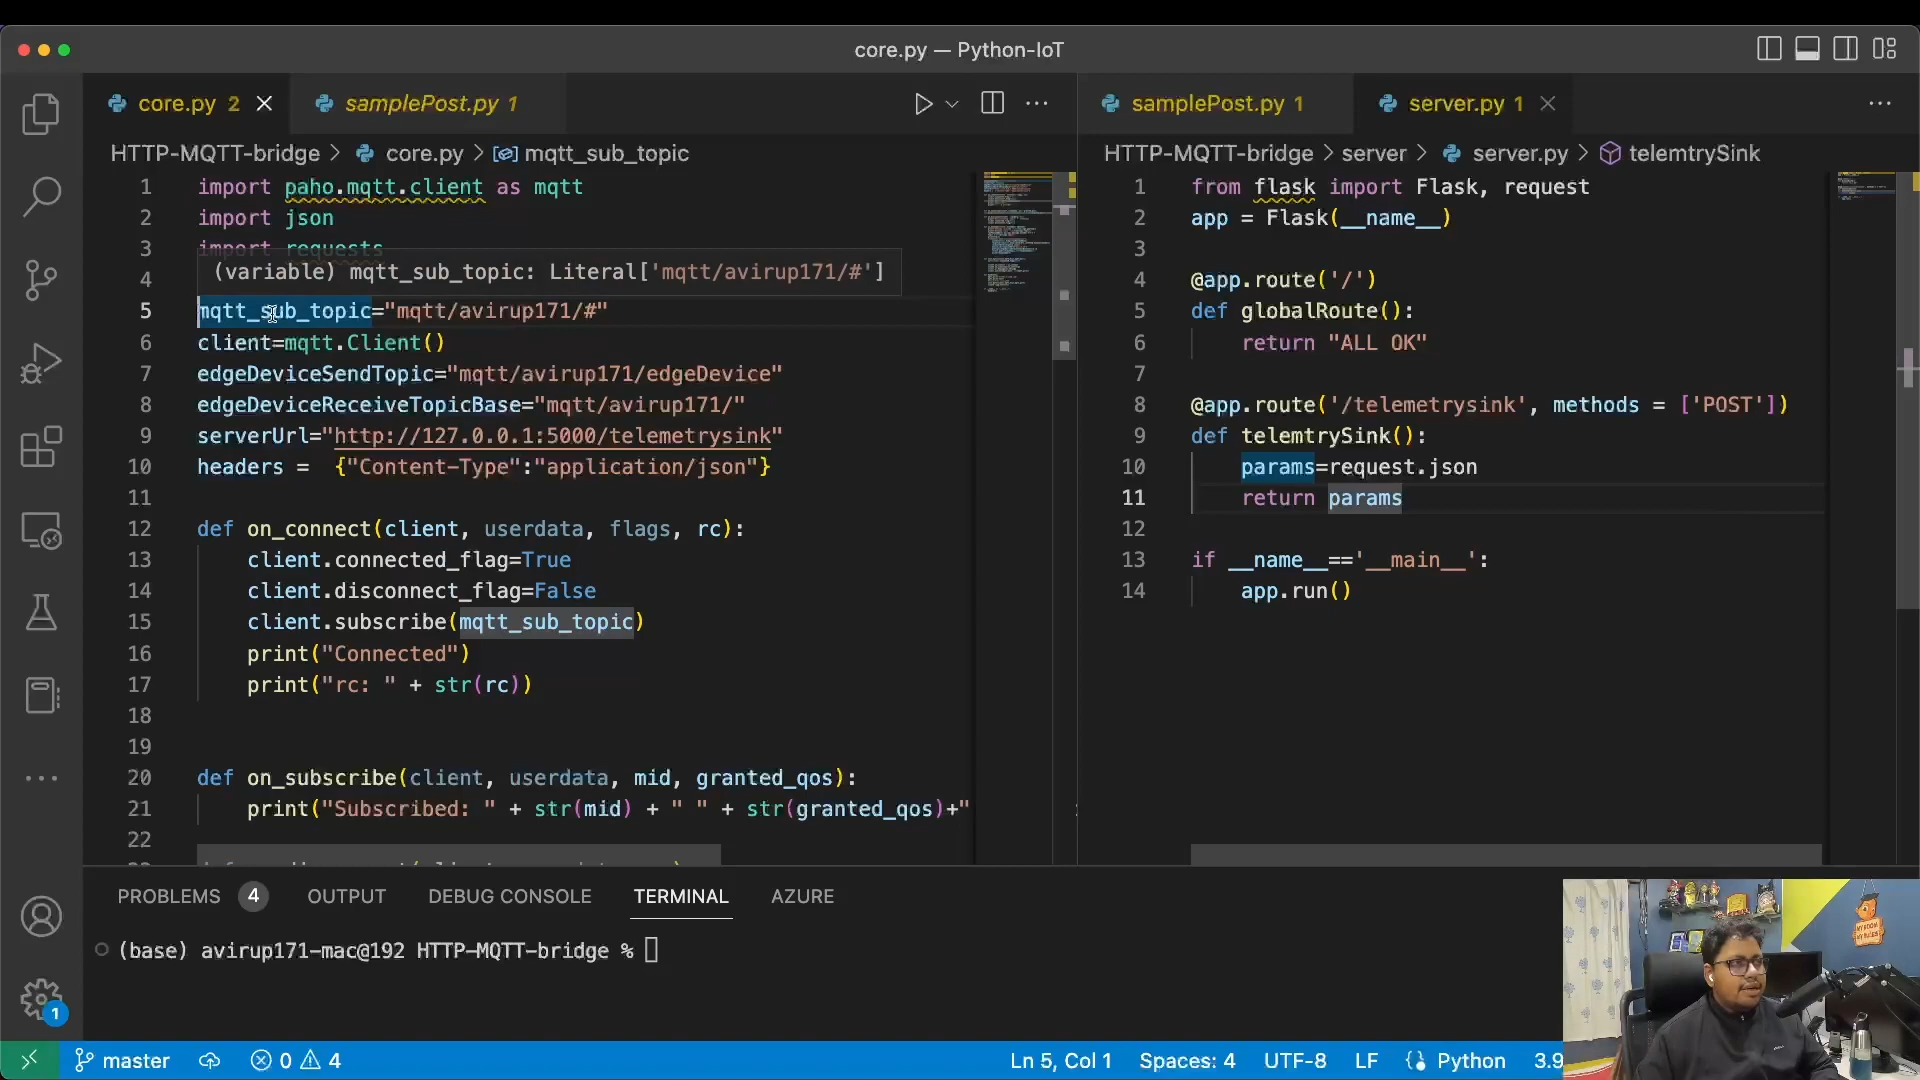 core.py — Python-IoT
core.py 2
samplePost.py 1
samplePost.py 1
server.py 1
HTTP-MQTT-bridge > core.py > mqtt_sub_topic
HTTP-MQTT-bridge > server > server.py > telemtrySink
1 import paho.mqtt.client as mqtt
2 import json
3 import requests
(variable) mqtt_sub_topic: Literal['mqtt/avirup171/#']
4
5 mqtt_sub_topic="mqtt/avirup171/#"
6 client=mqtt.Client()
7 edgeDeviceSendTopic="mqtt/avirup171/edgeDevice"
8 edgeDeviceReceiveTopicBase="mqtt/avirup171/"
9 serverUrl="http://127.0.0.1:5000/telemetrysink"
10 headers = {"Content-Type":"application/json"}
11
12 def on_connect(client, userdata, flags, rc):
13 client.connected_flag=True
14 client.disconnect_flag=False
15 client.subscribe(mqtt_sub_topic)
16 print("Connected")
17 print("rc: " + str(rc))
18
19
20 def on_subscribe(client, userdata, mid, granted_qos):
21 print("Subscribed: " + str(mid) + " " + str(granted_qos)+"
22
1 from flask import Flask, request
2 app = Flask(__name__)
3
4 @app.route('/')
5 def globalRoute():
6 return "ALL OK"
7
8 @app.route('/telemetrysink', methods = ['POST'])
9 def telemtrySink():
10 params=request.json
11 return params
12
13 if __name__=='__main__':
14 app.run()
PROBLEMS 4 OUTPUT DEBUG CONSOLE TERMINAL AZURE
(base) avirup171-mac@192 HTTP-MQTT-bridge %
1
master 0 4 Ln 5, Col 1 Spaces: 4 UTF-8 LF Python 3.9